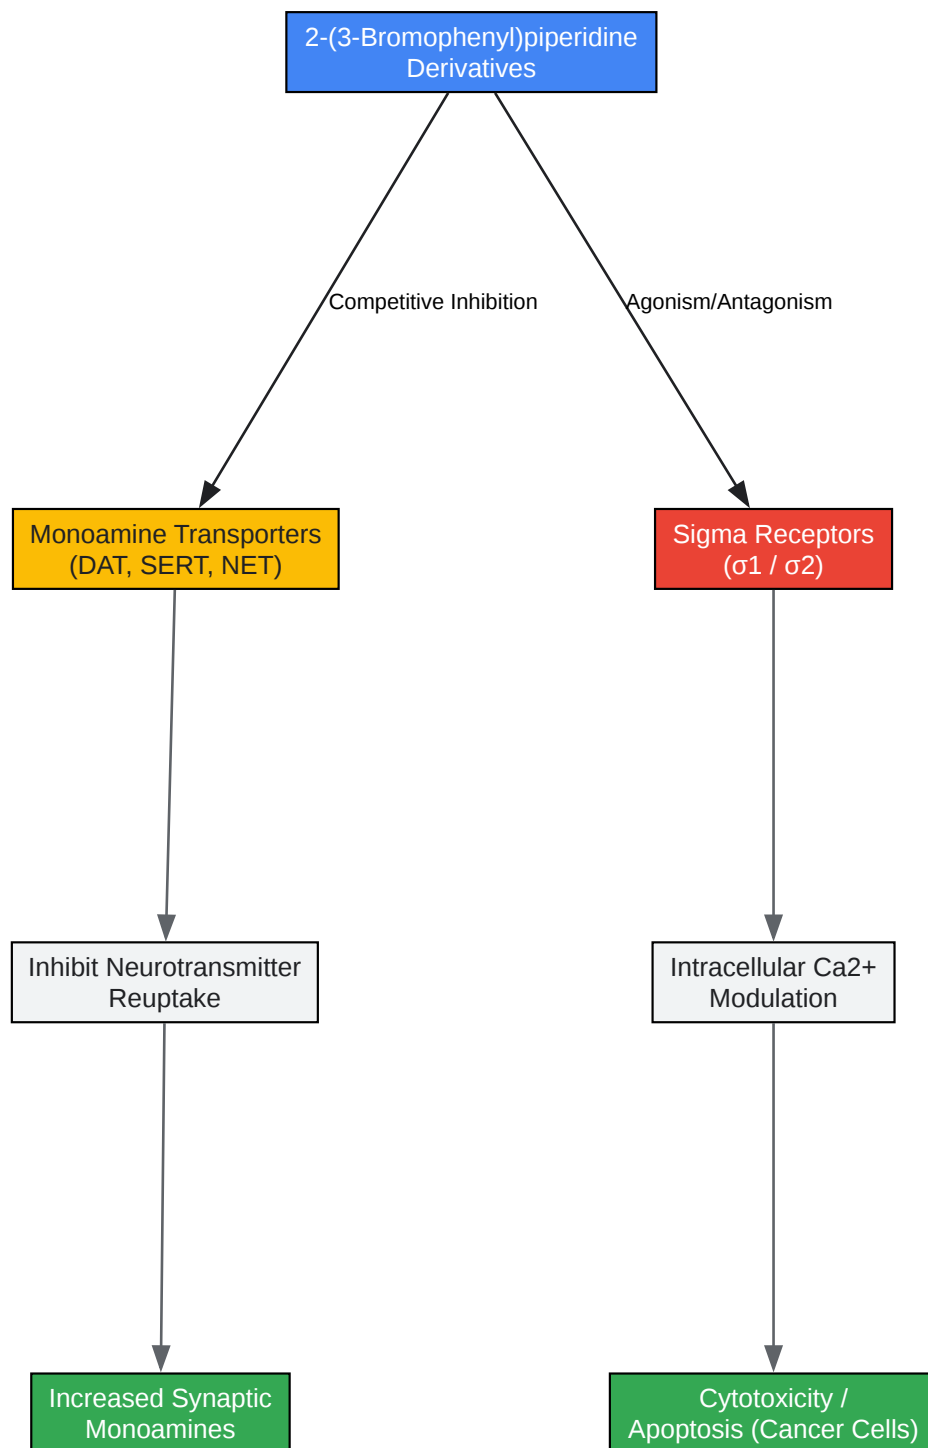 2-(3-Bromophenyl)piperidine
Derivatives
Competitive Inhibition
Agonism/Antagonism
Monoamine Transporters
(DAT, SERT, NET)
Sigma Receptors
(σ1 / σ2)
Inhibit Neurotransmitter
Reuptake
Intracellular Ca2+
Modulation
Increased Synaptic
Monoamines
Cytotoxicity /
Apoptosis (Cancer Cells)